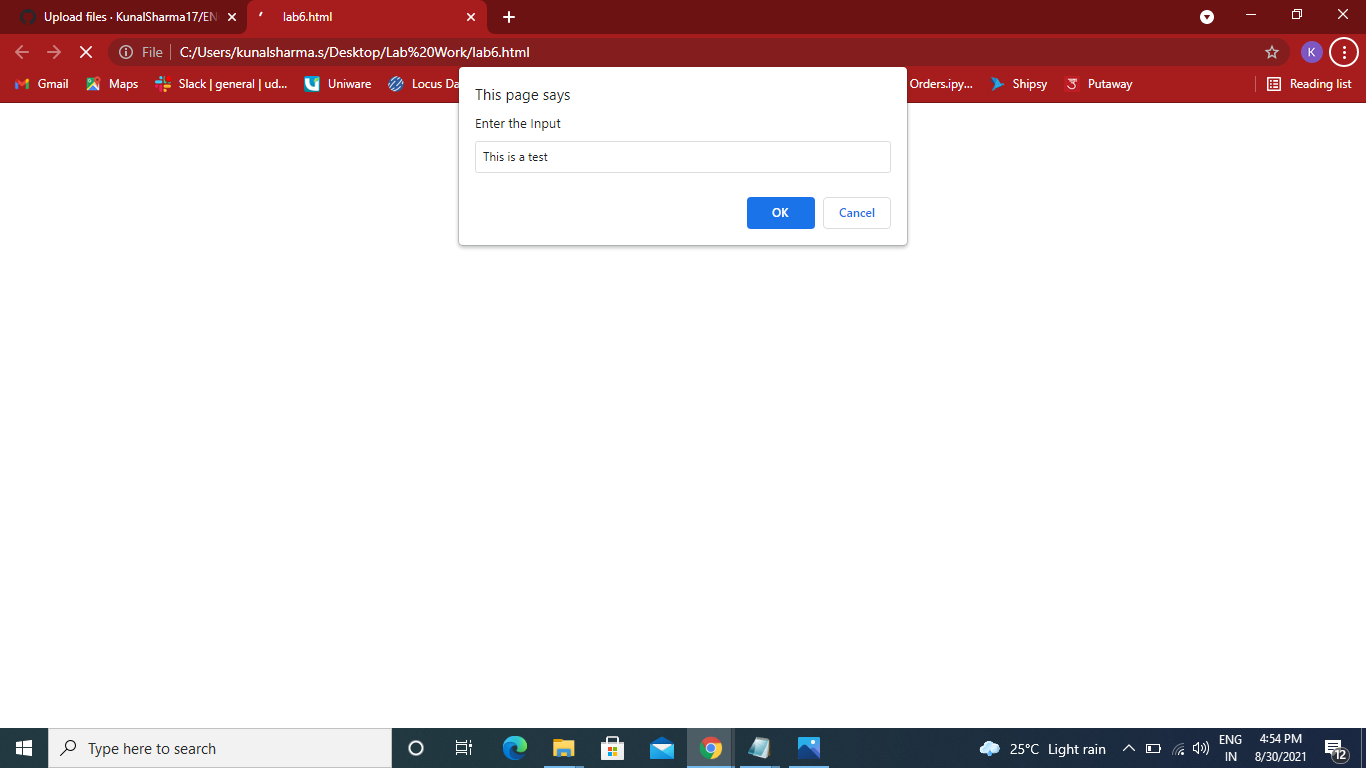 Upload files · KunalSharma17/EN
lab6.html
File
C:/Users/kunalsharma.s/Desktop/Lab%20Work/lab6.html
K
Gmail
Maps
Slack | general | ud...
Uniware
Locus Da
Orders.ipy...
Shipsy
Putaway
Reading list
This page says
Enter the Input
This is a test
OK
Cancel
Type here to search
25°C Light rain
ENG
IN
4:54 PM
8/30/2021
12